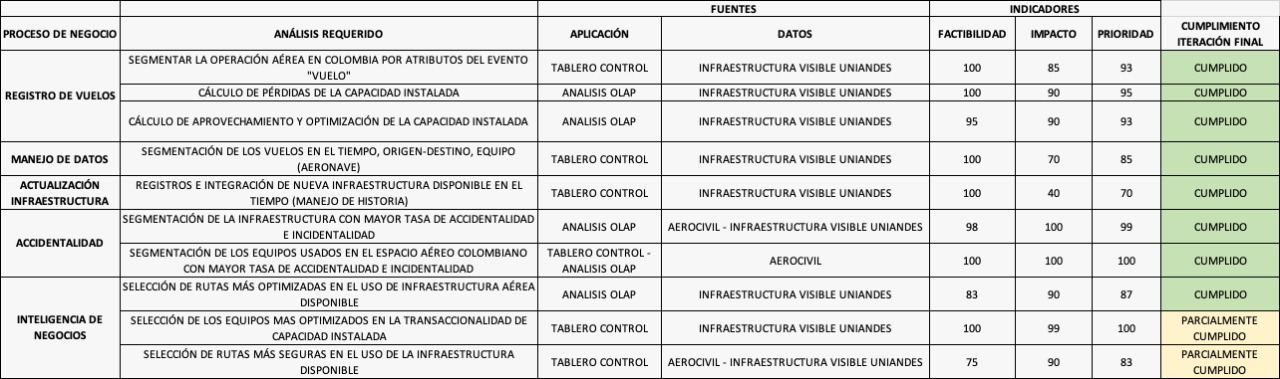 FUENTES INDICADORES
PROCESO DE NEGOCIO ANÁLISIS REQUERIDO APLICACIÓN DATOS FACTIBILIDAD IMPACTO PRIORIDAD CUMPLIMIENTO
ITERACIÓN FINAL
REGISTRO DE VUELOS
SEGMENTAR LA OPERACIÓN AÉREA EN COLOMBIA POR ATRIBUTOS DEL EVENTO
"VUELO"
TABLERO CONTROL INFRAESTRUCTURA VISIBLE UNIANDES 100 85 93 CUMPLIDO
CÁLCULO DE PÉRDIDAS DE LA CAPACIDAD INSTALADA ANALISIS OLAP INFRAESTRUCTURA VISIBLE UNIANDES 100 90 95 CUMPLIDO
CÁLCULO DE APROVECHAMIENTO Y OPTIMIZACIÓN DE LA CAPACIDAD INSTALADA ANALISIS OLAP INFRAESTRUCTURA VISIBLE UNIANDES 95 90 93 CUMPLIDO
MANEJO DE DATOS
SEGMENTACIÓN DE LOS VUELOS EN EL TIEMPO, ORIGEN-DESTINO, EQUIPO
(AERONAVE)
TABLERO CONTROL INFRAESTRUCTURA VISIBLE UNIANDES 100 70 85 CUMPLIDO
ACTUALIZACIÓN
INFRAESTRUCTURA
REGISTROS E INTEGRACIÓN DE NUEVA INFRAESTRUCTURA DISPONIBLE EN EL
TIEMPO (MANEJO DE HISTORIA)
TABLERO CONTROL INFRAESTRUCTURA VISIBLE UNIANDES 100 40 70 CUMPLIDO
ACCIDENTALIDAD
SEGMENTACIÓN DE LA INFRAESTRUCTURA CON MAYOR TASA DE ACCIDENTALIDAD
E INCIDENTALIDAD
ANALISIS OLAP AEROCIVIL - INFRAESTRUCTURA VISIBLE UNIANDES 98 100 99 CUMPLIDO
SEGMENTACIÓN DE LOS EQUIPOS USADOS EN EL ESPACIO AÉREO COLOMBIANO
CON MAYOR TASA DE ACCIDENTALIDAD E INCIDENTALIDAD
TABLERO CONTROL -
ANALISIS OLAP
AEROCIVIL 100 100 100 CUMPLIDO
INTELIGENCIA DE
NEGOCIOS
SELECCIÓN DE RUTAS MÁS OPTIMIZADAS EN EL USO DE INFRAESTRUCTURA AÉREA
DISPONIBLE
ANALISIS OLAP INFRAESTRUCTURA VISIBLE UNIANDES 83 90 87 CUMPLIDO
SELECCIÓN DE LOS EQUIPOS MAS OPTIMIZADOS EN LA TRANSACCIONALIDAD DE
CAPACIDAD INSTALADA
TABLERO CONTROL INFRAESTRUCTURA VISIBLE UNIANDES 100 99 100 PARCIALMENTE
CUMPLIDO
SELECCIÓN DE RUTAS MÁS SEGURAS EN EL USO DE LA INFRAESTRUCTURA
DISPONIBLE
TABLERO CONTROL AEROCIVIL - INFRAESTRUCTURA VISIBLE UNIANDES 75 90 83 PARCIALMENTE
CUMPLIDO